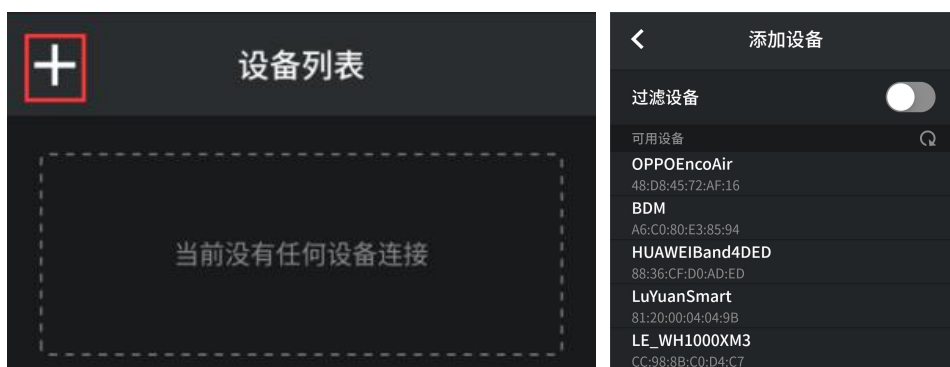 设备列表
当前没有任何设备连接
添加设备
过滤设备
可用设备
OPPOEncoAir
48:D8:45:72:AF:16
BDM
A6:C0:80:E3:85:94
HUAWEIBand4DED
88:36:CF:D0:AD:ED
LuYuanSmart
81:20:00:04:04:9B
LE_WH1000XM3
CC:98:8B:C0:D4:C7